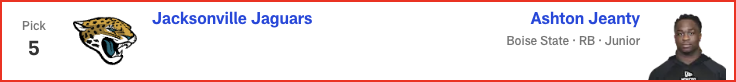 Pick
5
Jacksonville Jaguars
Ashton Jeanty
Boise State · RB · Junior